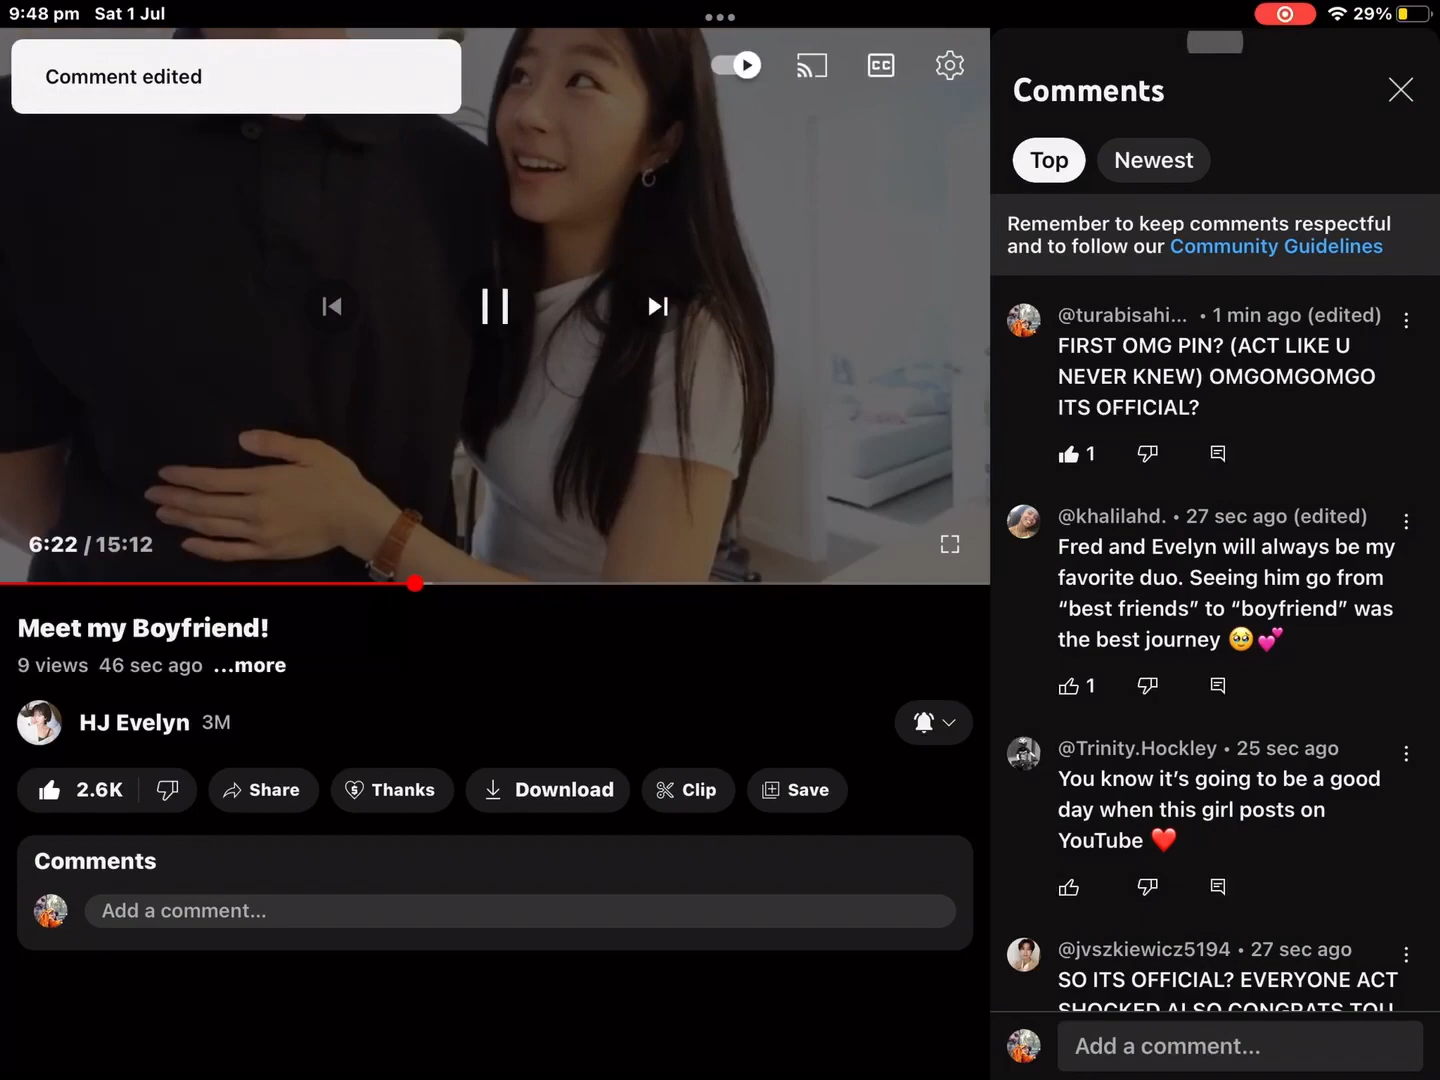 9:48 pm Sat 1 Jul
29%
Comment edited
CC
6:22 / 15:12
Meet my Boyfriend!
9 views 46 sec ago ...more
HJ Evelyn 3M
2.6K
Share
Thanks
Download
Clip
Save
Comments
Add a comment...
Comments
Top
Newest
Remember to keep comments respectful
and to follow our Community Guidelines
@turabisahi... • 1 min ago (edited)
FIRST OMG PIN? (ACT LIKE U
NEVER KNEW) OMGOMGOMGO
ITS OFFICIAL?
1
@khalilahd. • 27 sec ago (edited)
Fred and Evelyn will always be my
favorite duo. Seeing him go from
“best friends” to “boyfriend” was
the best journey 🥹💕
1
@Trinity.Hockley • 25 sec ago
You know it’s going to be a good
day when this girl posts on
YouTube ❤️
@jvszkiewicz5194 • 27 sec ago
SO ITS OFFICIAL? EVERYONE ACT
SHOCKED ALSO CONGRATS TOU
Add a comment...